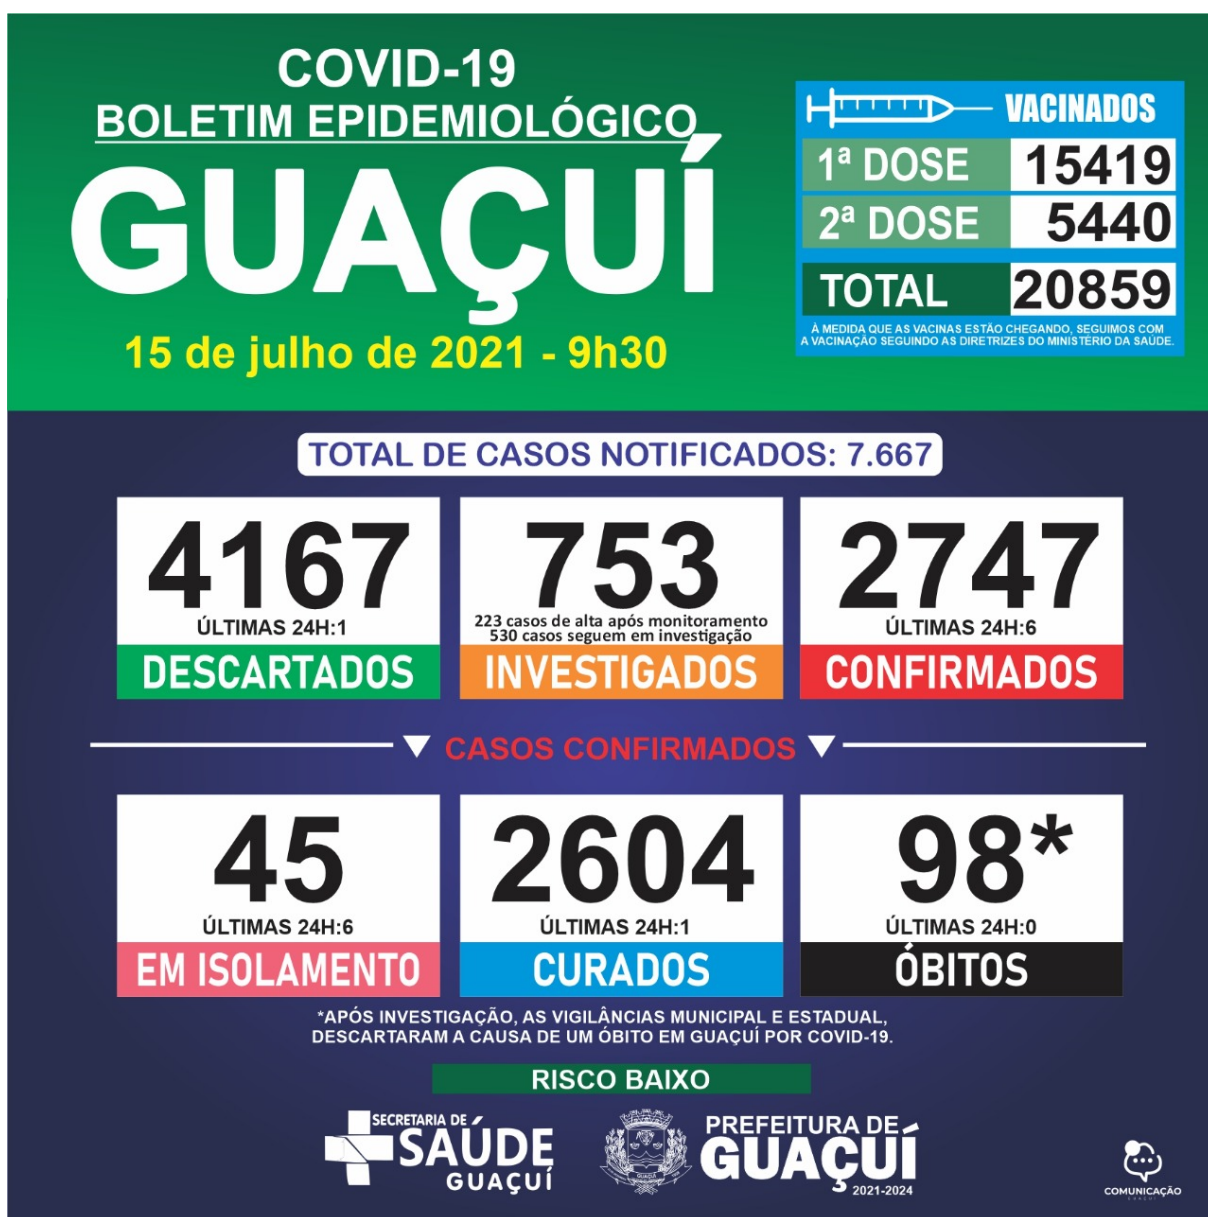 COVID-19
BOLETIM EPIDEMIOLÓGICO
GUAÇUÍ
15 de julho de 2021 - 9h30
VACINADOS
1ª DOSE 15419
2ª DOSE 5440
TOTAL 20859
À MEDIDA QUE AS VACINAS ESTÃO CHEGANDO, SEGUIMOS COM
A VACINAÇÃO SEGUINDO AS DIRETRIZES DO MINISTÉRIO DA SAÚDE.
TOTAL DE CASOS NOTIFICADOS: 7.667
4167
ÚLTIMAS 24H:1
DESCARTADOS
753
223 casos de alta após monitoramento
530 casos seguem em investigação
INVESTIGADOS
2747
ÚLTIMAS 24H:6
CONFIRMADOS
CASOS CONFIRMADOS
45
ÚLTIMAS 24H:6
EM ISOLAMENTO
2604
ÚLTIMAS 24H:1
CURADOS
98*
ÚLTIMAS 24H:0
ÓBITOS
*APÓS INVESTIGAÇÃO, AS VIGILÂNCIAS MUNICIPAL E ESTADUAL,
DESCARTARAM A CAUSA DE UM ÓBITO EM GUAÇUÍ POR COVID-19.
RISCO BAIXO
SECRETARIA DE
SAÚDE
GUAÇUÍ
PREFEITURA DE
GUAÇUÍ
2021-2024
COMUNICAÇÃO